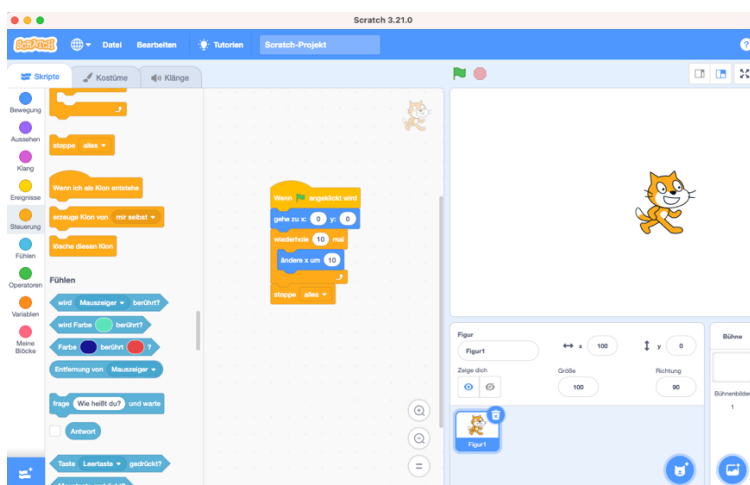 Scratch 3.21.0
SCRATCH Datei Bearbeiten Tutorien Scratch-Projekt ?
Skripte Kostüme Klänge
Bewegung
Aussehen
Klang
Ereignisse
Steuerung
Fühlen
Operatoren
Variablen
Meine
Blöcke
stoppe alles
Wenn ich als Klon entstehe
erzeuge Klon von mir selbst
lösche diesen Klon
Fühlen
wird Mauszeiger berührt?
wird Farbe berührt?
Farbe berührt ?
Entfernung von Mauszeiger
frage Wie heißt du? und warte
Antwort
Taste Leertaste gedrückt?
Wenn angeklickt wird
gehe zu x: 0 y: 0
wiederhole 10 mal
ändere x um 10
stoppe alles
Figur
Figur1 x 100 y 0
Zeige dich Größe Richtung
100 90
Figur1
Bühne
Bühnenbilder
1